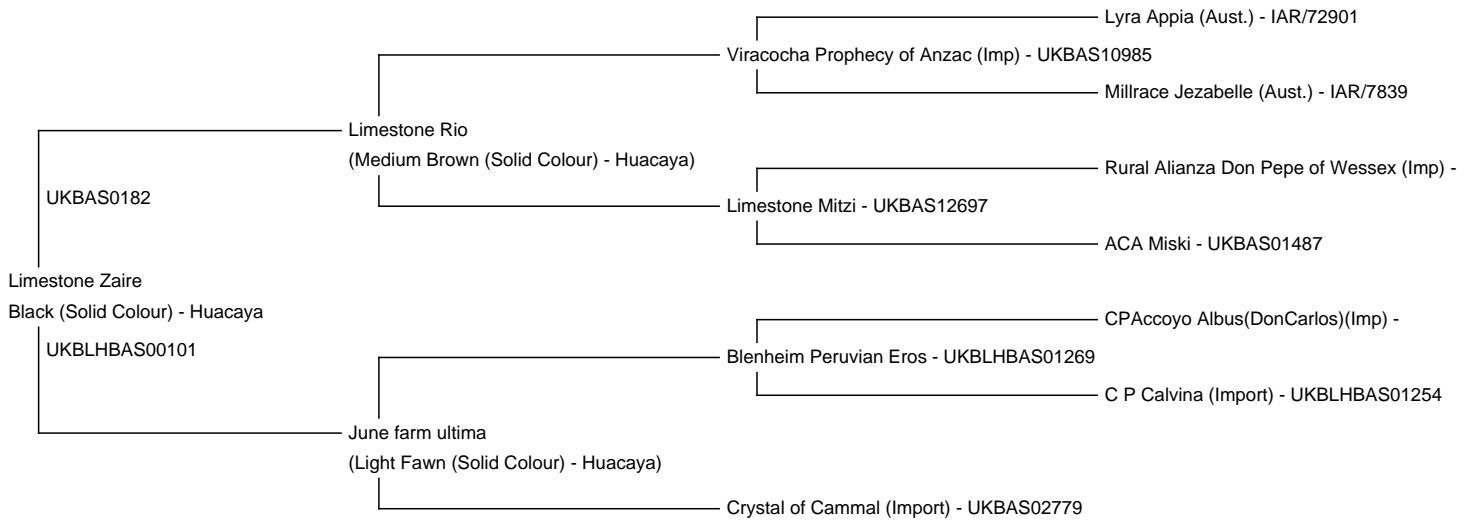 Lyra Appia (Aust.) - IAR/72901
Viracocha Prophecy of Anzac (Imp) - UKBAS10985
Millrace Jezabelle (Aust.) - IAR/7839
Limestone Rio
(Medium Brown (Solid Colour) - Huacaya)
Rural Alianza Don Pepe of Wessex (Imp) -
UKBAS0182
Limestone Mitzi - UKBAS12697
ACA Miski - UKBAS01487
Limestone Zaire
Black (Solid Colour) - Huacaya
CPAccoyo Albus(DonCarlos)(Imp) -
UKBLHBAS00101
Blenheim Peruvian Eros - UKBLHBAS01269
C P Calvina (Import) - UKBLHBAS01254
June farm ultima
(Light Fawn (Solid Colour) - Huacaya)
Crystal of Cammal (Import) - UKBAS02779